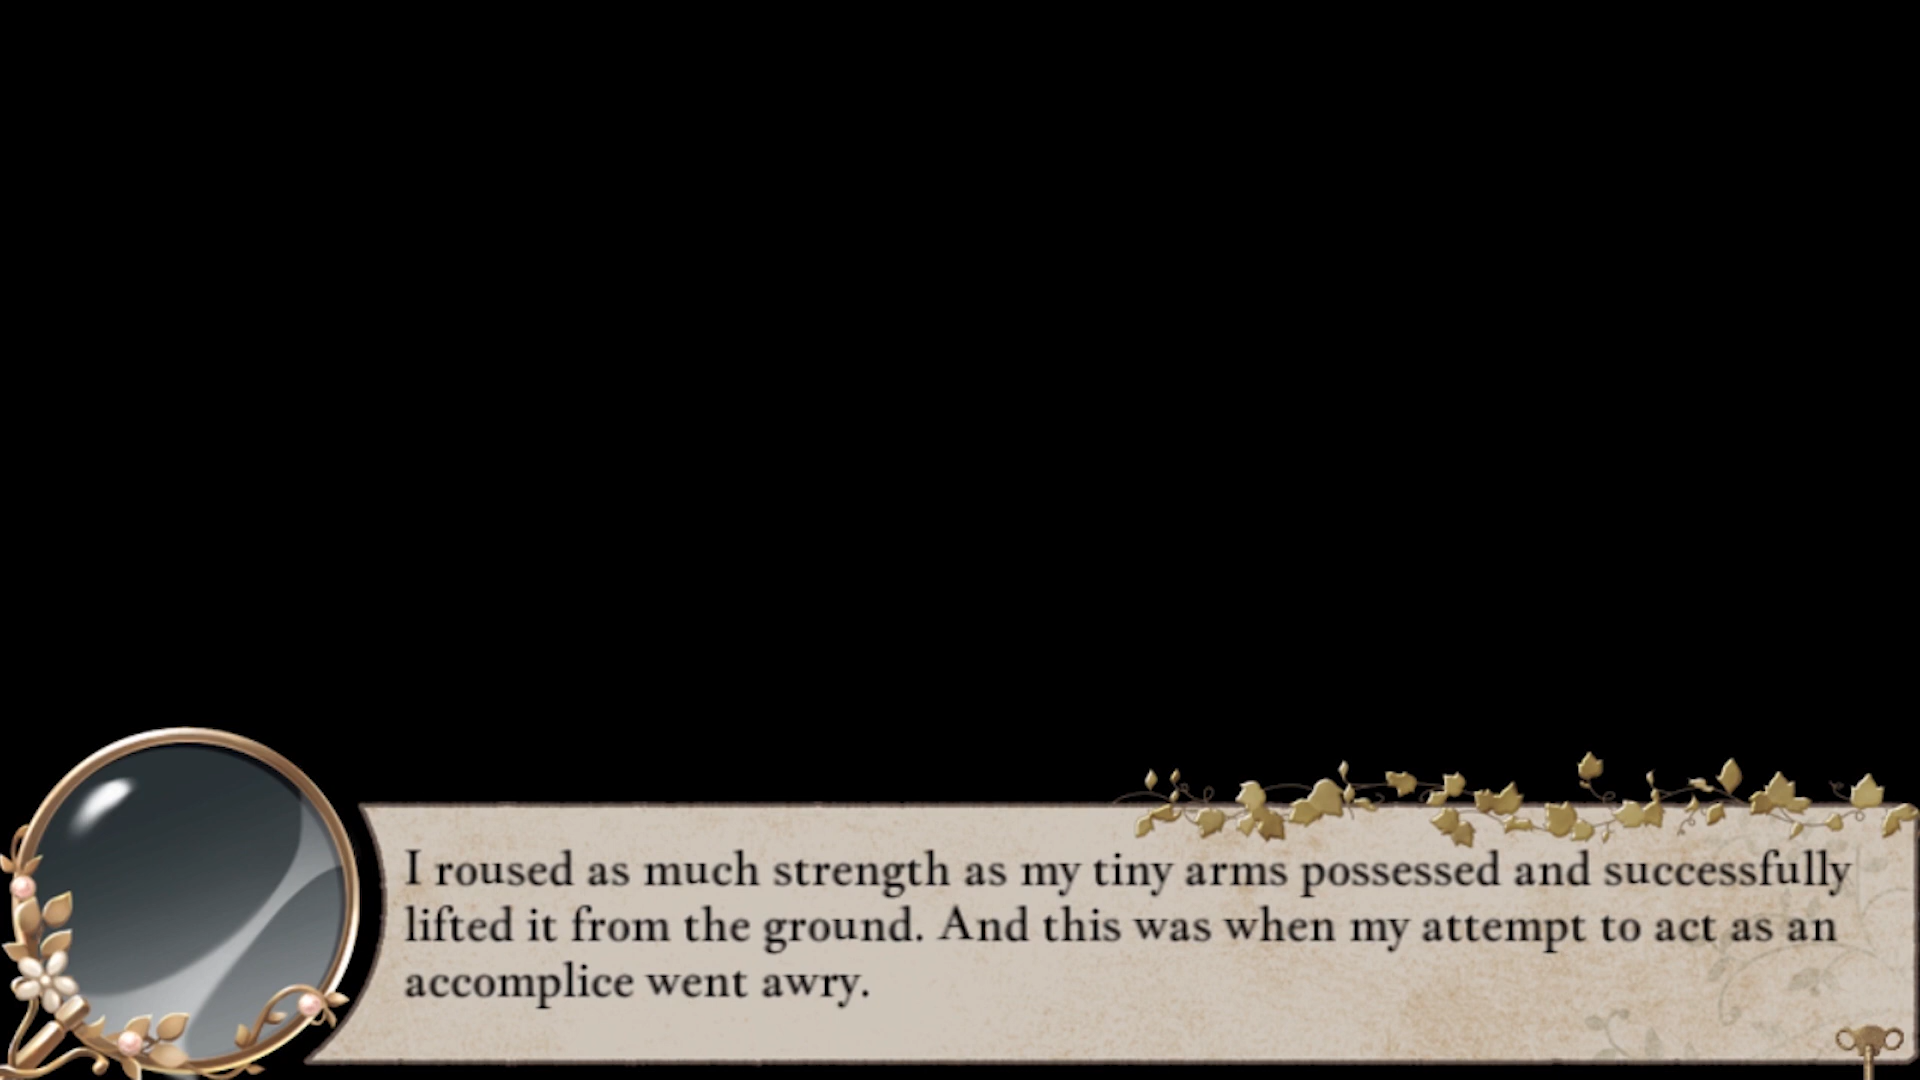 I roused as much strength as my tiny arms possessed and successfully
lifted it from the ground. And this was when my attempt to act as an
accomplice went awry.